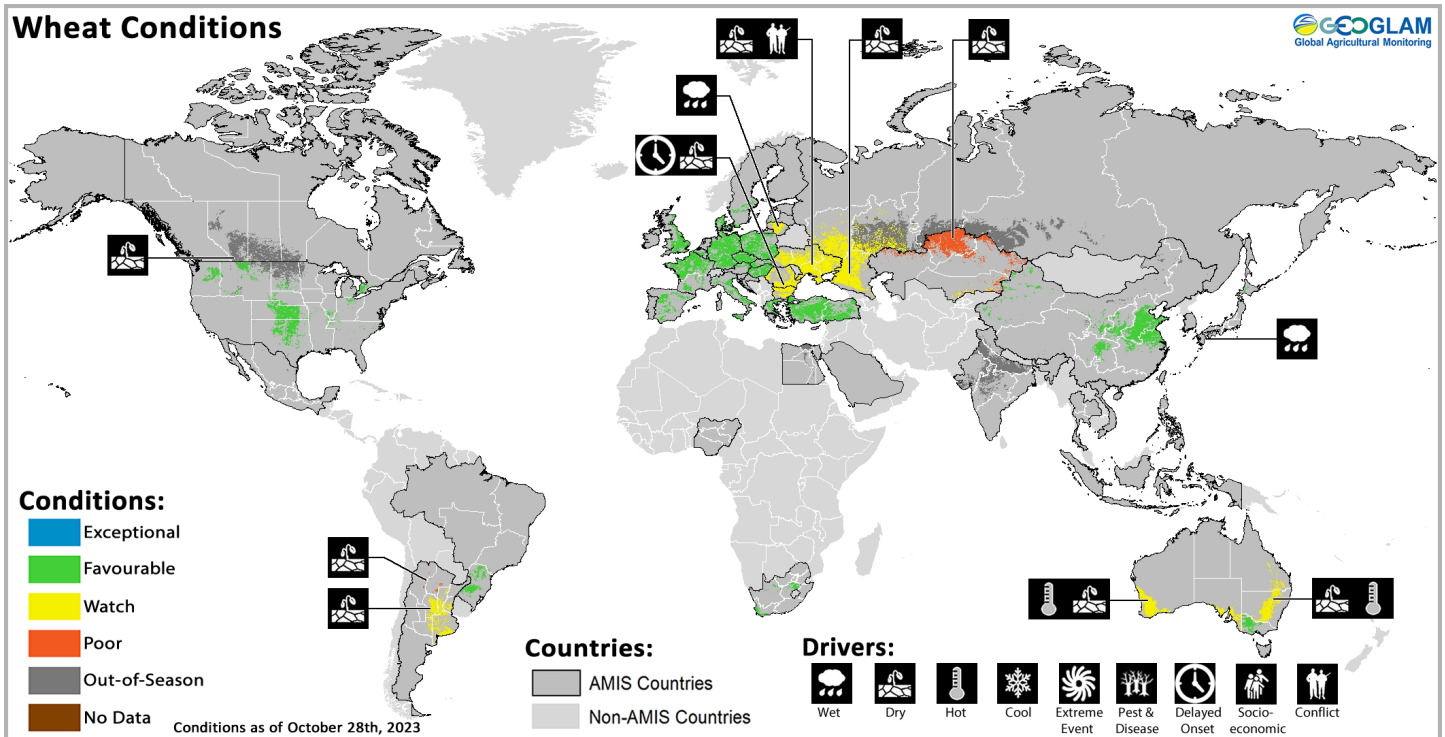 Wheat Conditions
GEOGLAM
Global Agricultural Monitoring
Conditions:
Exceptional
Favourable
Watch
Poor
Out-of-Season
No Data
Conditions as of October 28th, 2023
Countries:
AMIS Countries
Non-AMIS Countries
Drivers:
Wet
Dry
Hot
Cool
Extreme
Event
Pest &
Disease
Delayed
Onset
Socio-
economic
Conflict